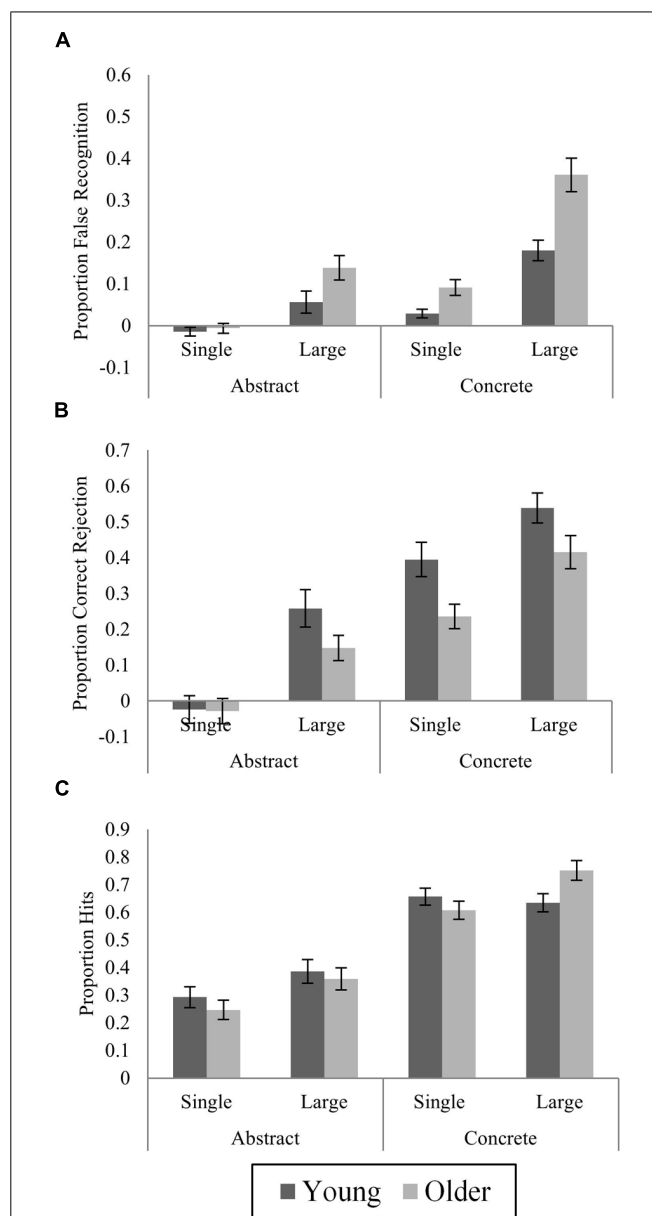 A
Proportion False Recognition
0.6
0.5
0.4
0.3
0.2
0.1
0
-0.1
Single Large Single Large
Abstract Concrete
B
Proportion Correct Rejection
0.7
0.6
0.5
0.4
0.3
0.2
0.1
0
-0.1
Single Large Single Large
Abstract Concrete
C
Proportion Hits
0.9
0.8
0.7
0.6
0.5
0.4
0.3
0.2
0.1
0
Single Large Single Large
Abstract Concrete
Young Older